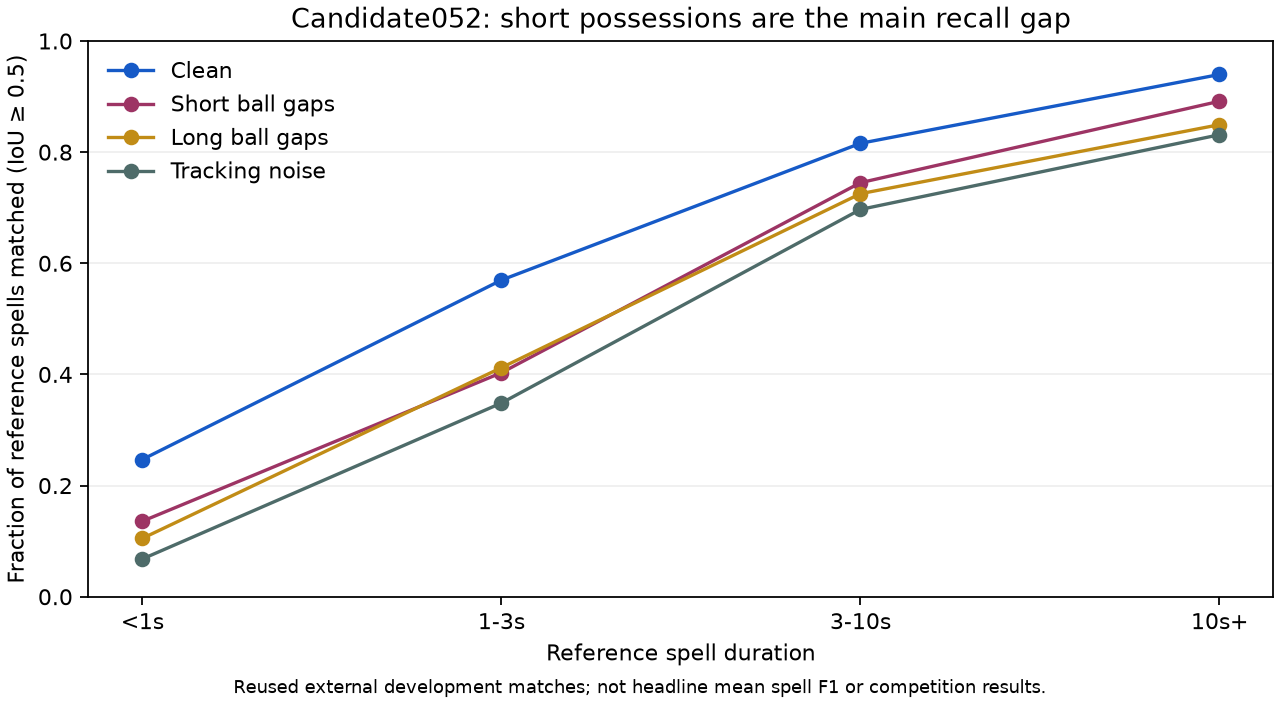 Candidate052: short possessions are the main recall gap
Fraction of reference spells matched (IoU ≥ 0.5)
1.0
0.8
0.6
0.4
0.2
0.0
Clean
Short ball gaps
Long ball gaps
Tracking noise
<1s
1-3s
3-10s
10s+
Reference spell duration
Reused external development matches; not headline mean spell F1 or competition results.